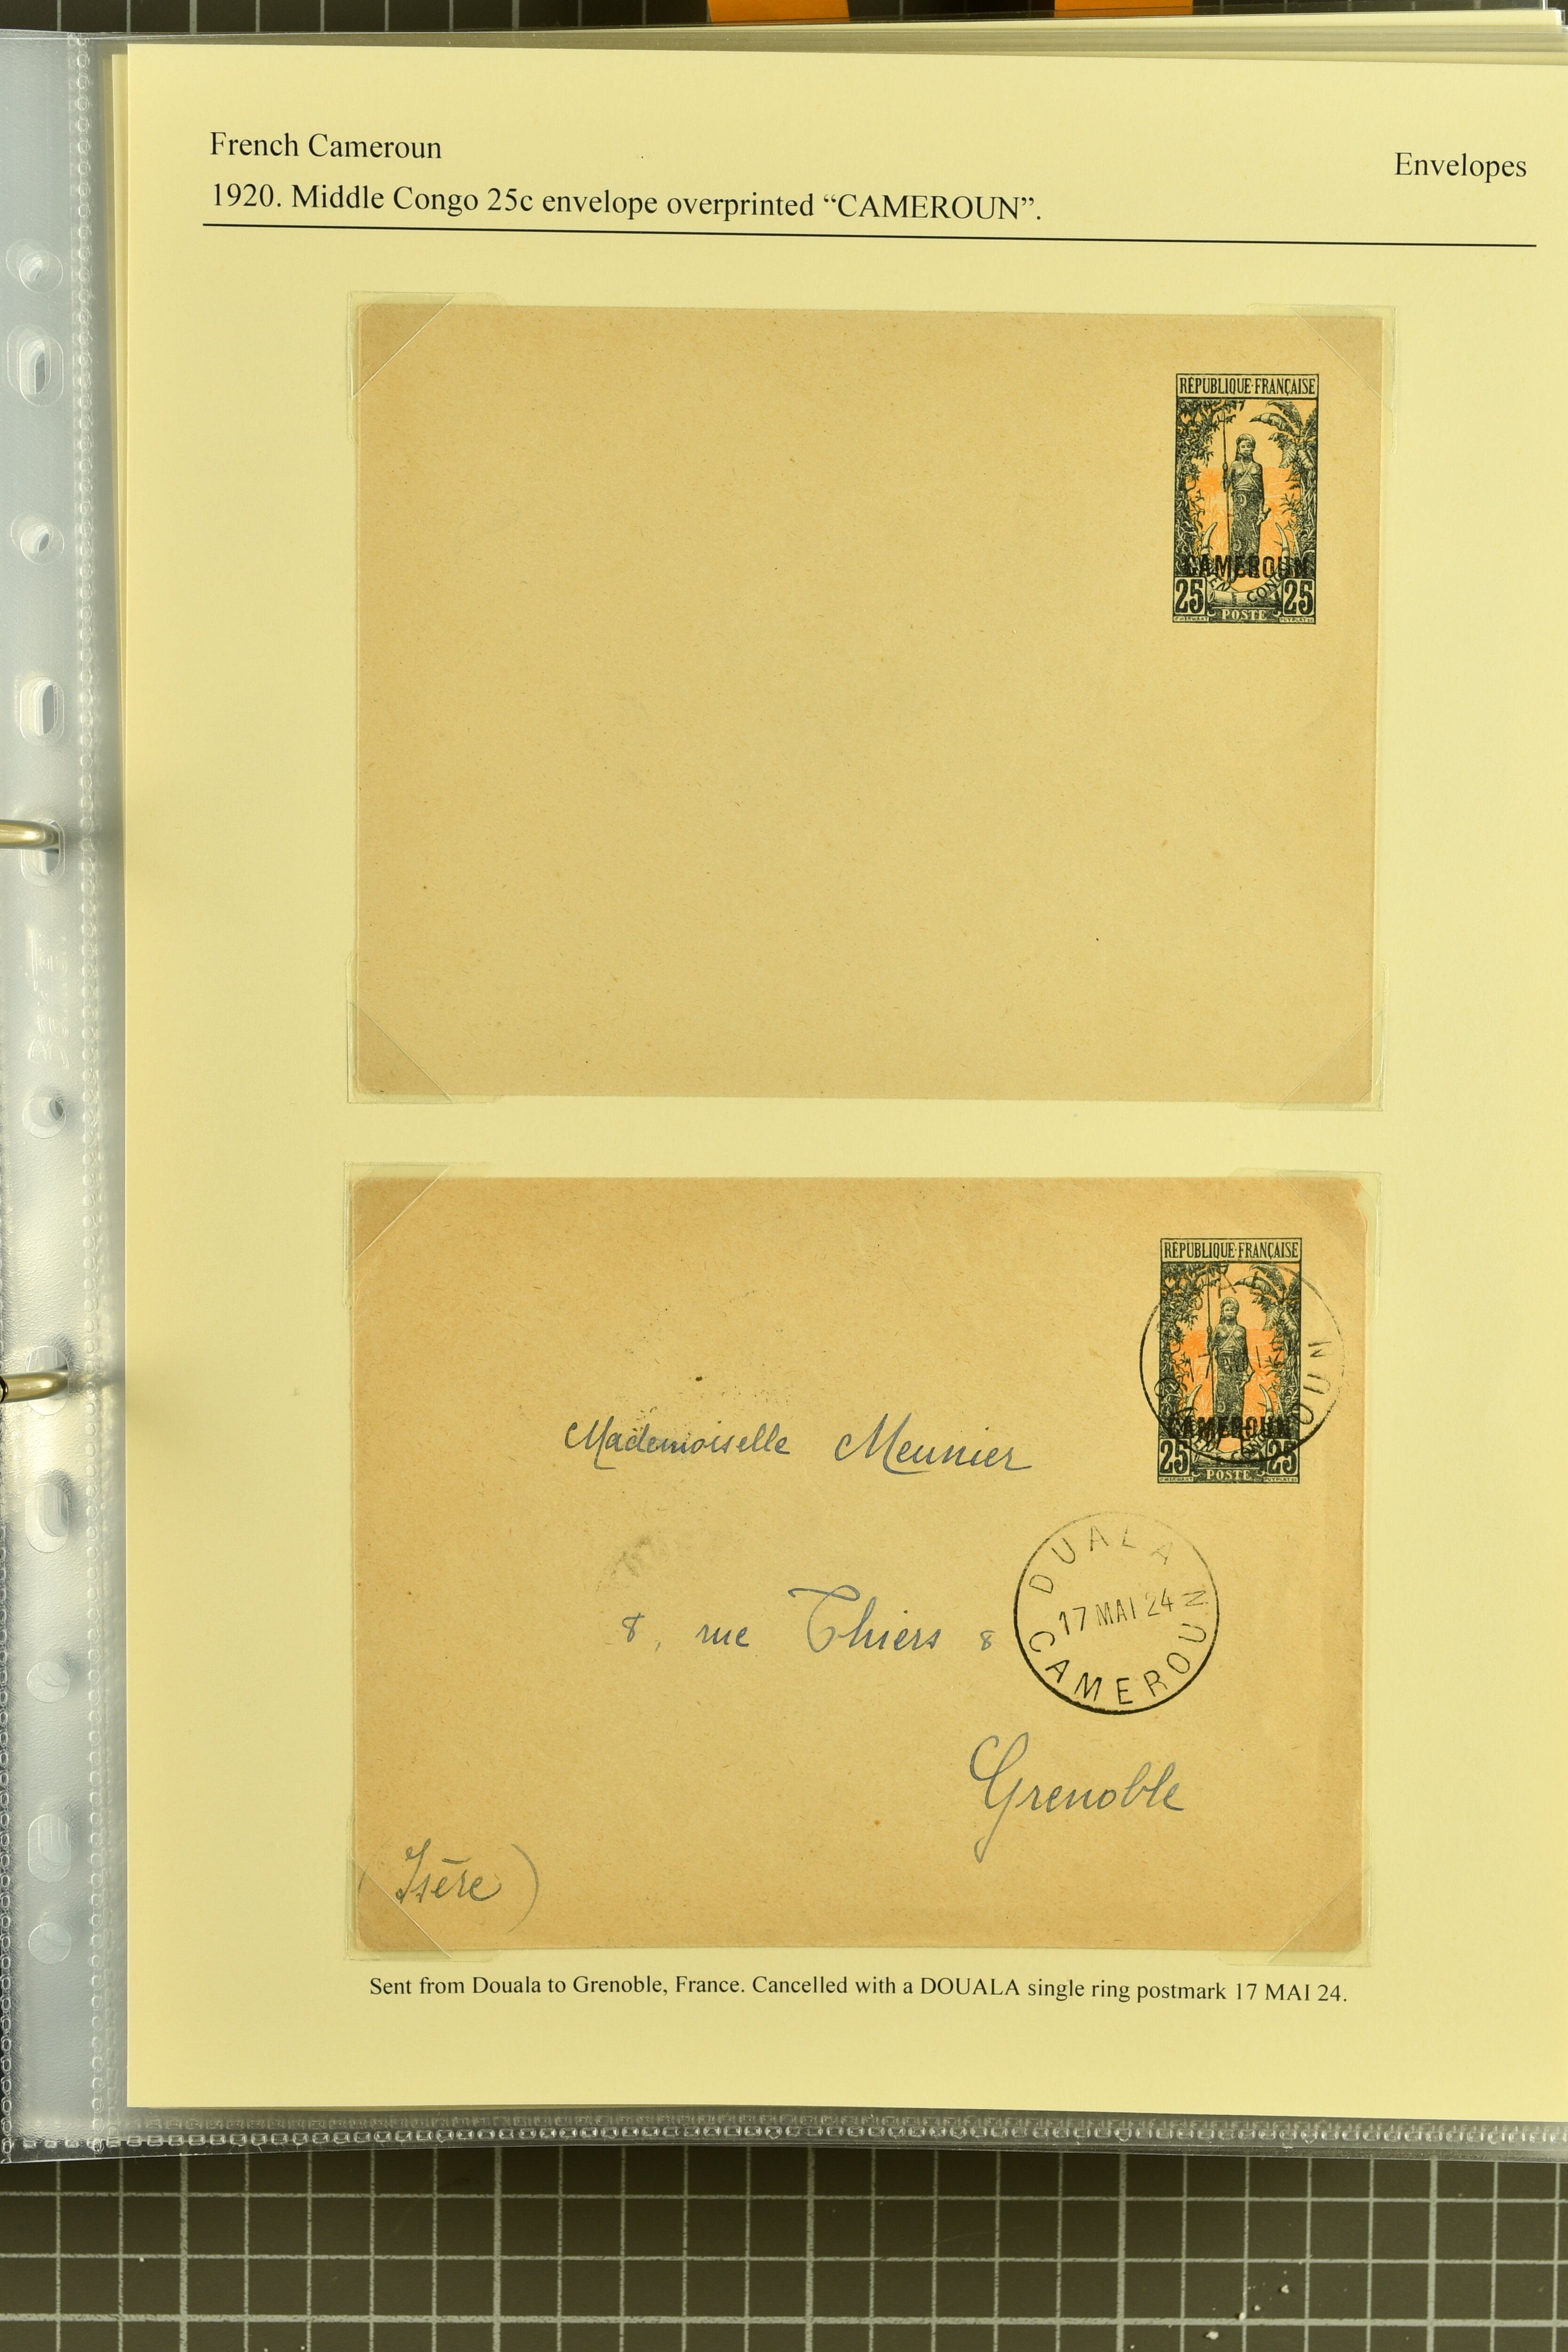 French Cameroun
Envelopes
1920. Middle Congo 25c envelope overprinted “CAMEROUN”.
RÉPUBLIQUE·FRANÇAISE
CAMEROUN
25 25
POSTE
RÉPUBLIQUE·FRANÇAISE
CAMEROUN
25 25
POSTE
Mademoiselle Meunier
DUALA
17 MAI 24
CAMEROUN
8, rue Thiers 8
Grenoble
(Isère)
Sent from Douala to Grenoble, France. Cancelled with a DOUALA single ring postmark 17 MAI 24.